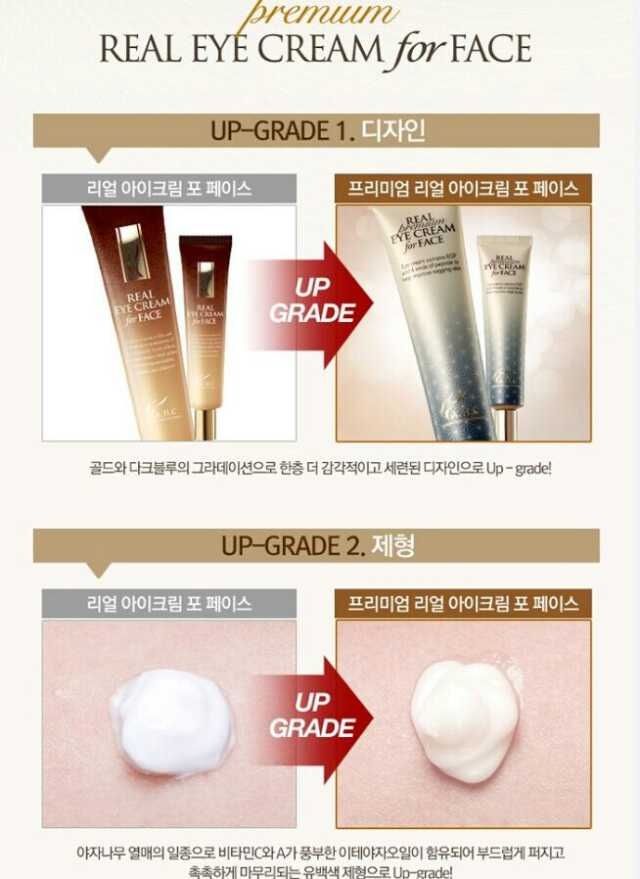 premium
REAL EYE CREAM for FACE
UP-GRADE 1. 디자인
리얼 아이크림 포 페이스
프리미엄 리얼 아이크림 포 페이스
REAL
EYE CREAM
for FACE
A.H.C
REAL
EYE CREAM
for FACE
UP
GRADE
REAL
premium
EYE CREAM
for FACE
REAL
premium
EYE CREAM
for FACE
골드와 다크블루의 그라데이션으로 한층 더 감각적이고 세련된 디자인으로 Up - grade!
UP-GRADE 2. 제형
리얼 아이크림 포 페이스
프리미엄 리얼 아이크림 포 페이스
UP
GRADE
야자나무 열매의 일종으로 비타민C와 A가 풍부한 이테야자오일이 함유되어 부드럽게 퍼지고
촉촉하게 마무리되는 유백색 제형으로 Up-grade!